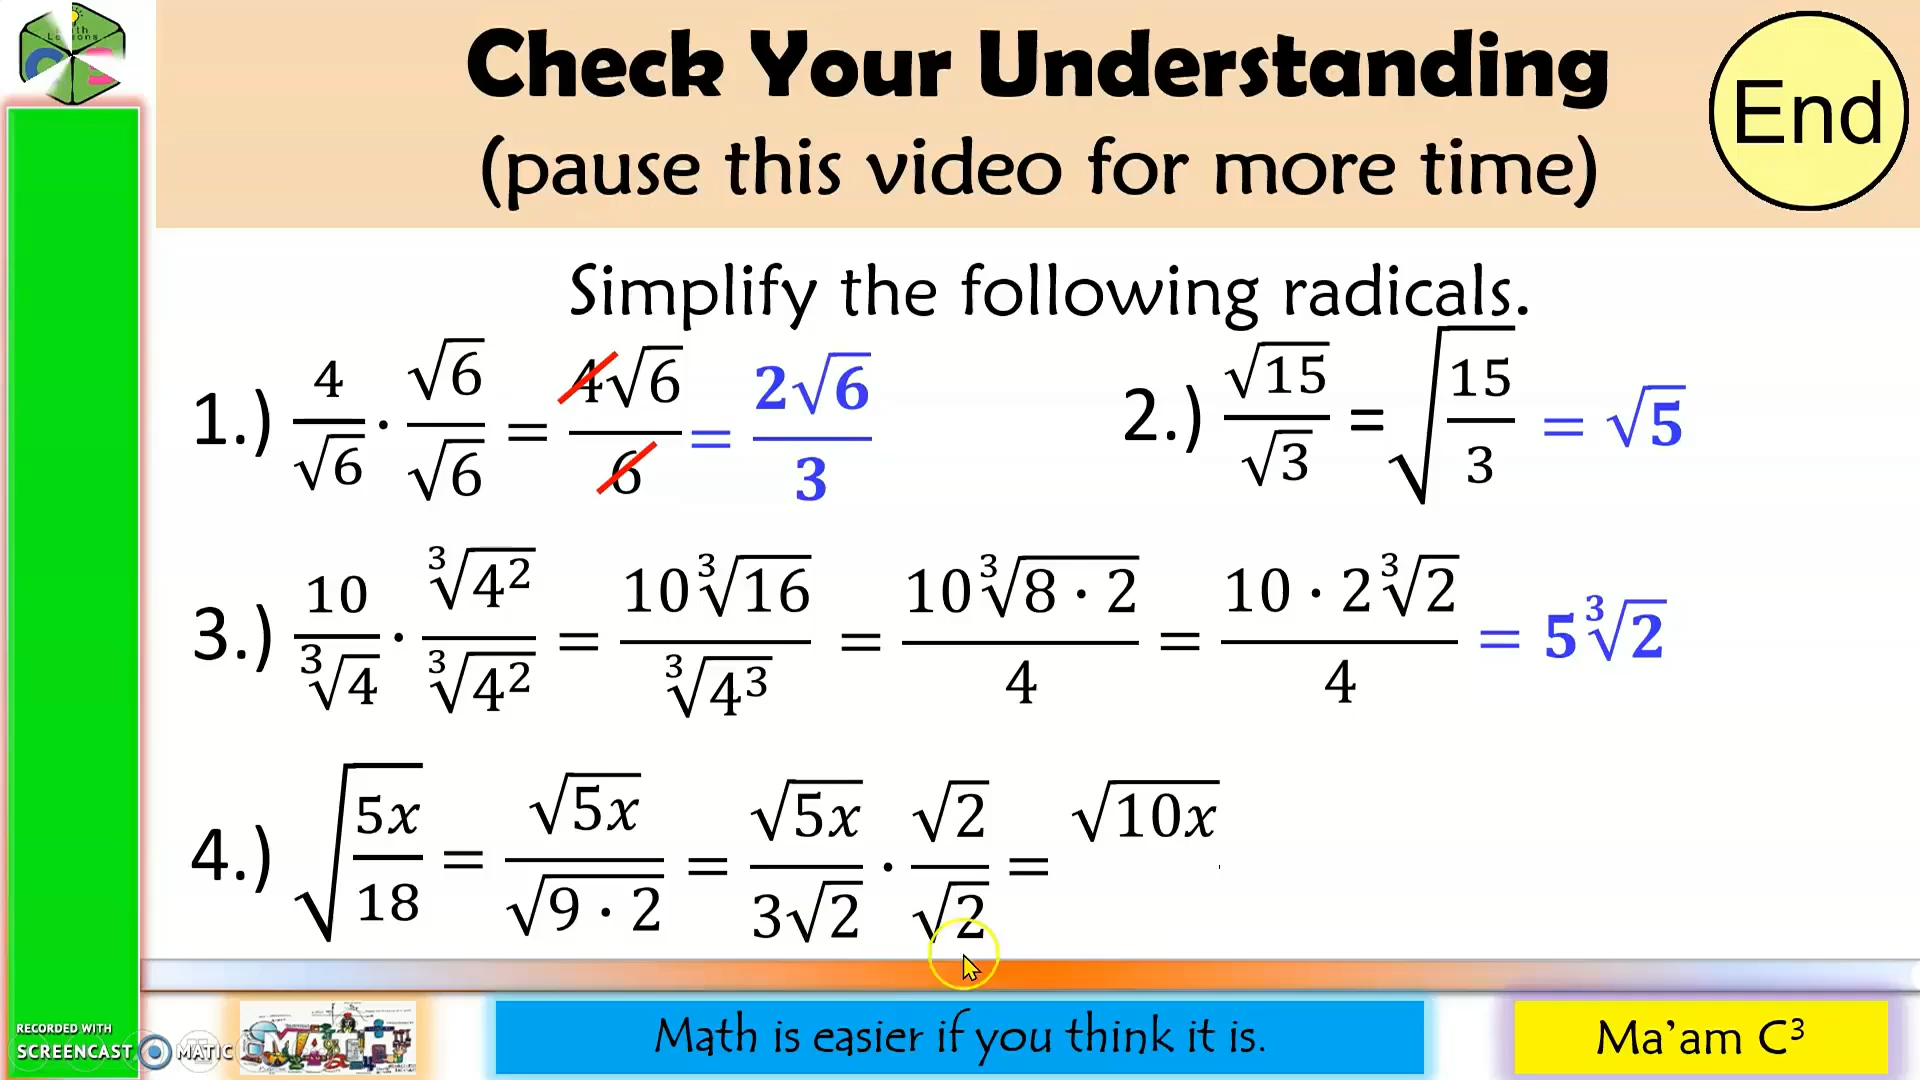 Check Your Understanding
(pause this video for more time)
End
Simplify the following radicals.
1.) 4/√6 · √6/√6 = 4√6/6 = 2√6/3
2.) √15/√3 = √(15/3) = √5
3.) 10/∛4 · ∛4²/∛4² = 10∛16/∛4³ = 10∛(8 · 2)/4 = 10 · 2∛2/4 = 5∛2
4.) √(5x/18) = √5x/√(9 · 2) = √5x/3√2 · √2/√2 = √10x
RECORDED WITH
SCREENCAST MATIC
MATH
Math is easier if you think it is.
Ma'am C³